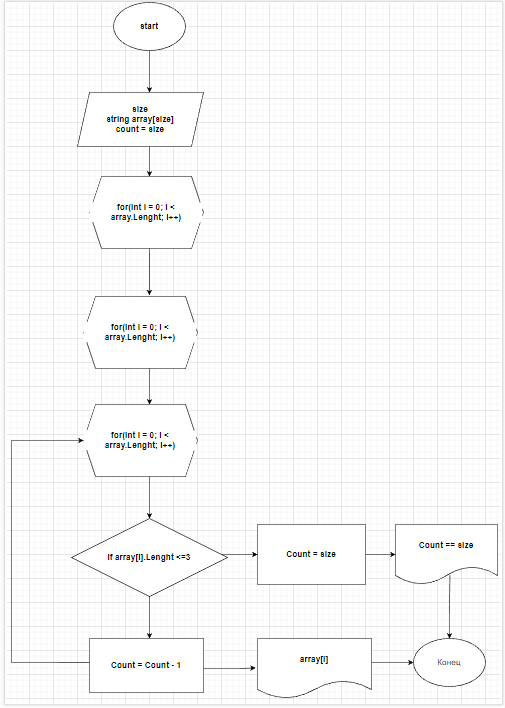 start
size
string array[size]
count = size
for(int i = 0; i <
array.Lenght; i++)
for(int i = 0; i <
array.Lenght; i++)
for(int i = 0; i <
array.Lenght; i++)
if array[i].Lenght <=3
Count = size
Count == size
Count = Count - 1
array[i]
Конец